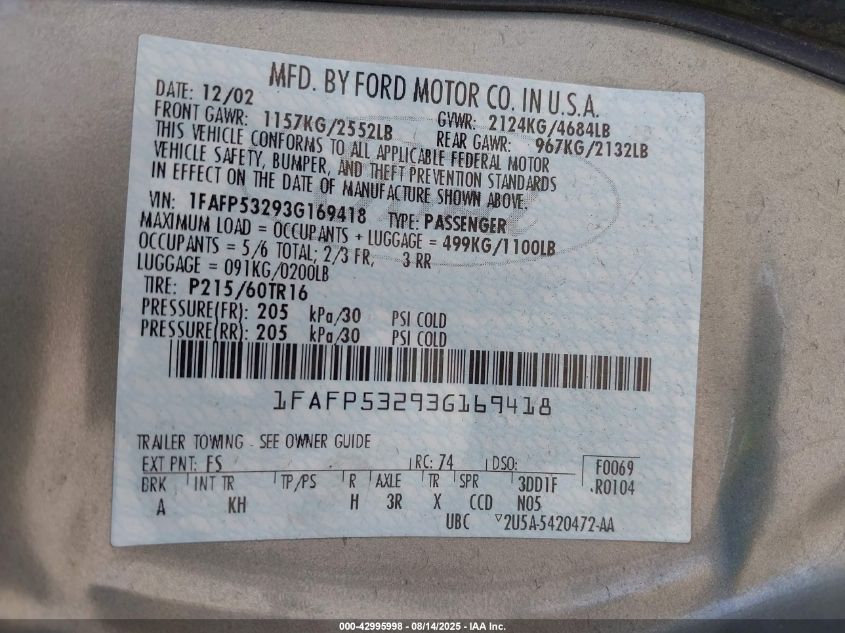 MFD. BY FORD MOTOR CO. IN U.S.A.
DATE: 12/02 GVWR: 2124KG/4684LB
FRONT GAWR: 1157KG/2552LB REAR GAWR: 967KG/2132LB
THIS VEHICLE CONFORMS TO ALL APPLICABLE FEDERAL MOTOR
VEHICLE SAFETY, BUMPER, AND THEFT PREVENTION STANDARDS
IN EFFECT ON THE DATE OF MANUFACTURE SHOWN ABOVE.
VIN: 1FAFP53293G169418 TYPE: PASSENGER
MAXIMUM LOAD = OCCUPANTS + LUGGAGE = 499KG/1100LB
OCCUPANTS = 5/6 TOTAL; 2/3 FR, 3 RR
LUGGAGE = 091KG/0200LB
TIRE: P215/60TR16
PRESSURE(FR): 205 kPa/30 PSI COLD
PRESSURE(RR): 205 kPa/30 PSI COLD
1FAFP53293G169418
TRAILER TOWING - SEE OWNER GUIDE
EXT PNT: FS RC: 74 DSO: F0069
BRK INT TR TP/PS R AXLE TR SPR 3DD1F R0104
A KH H 3R X CCD N05
UBC ▽2U5A-5420472-AA
000-42995998 - 08/14/2025 - IAA Inc.